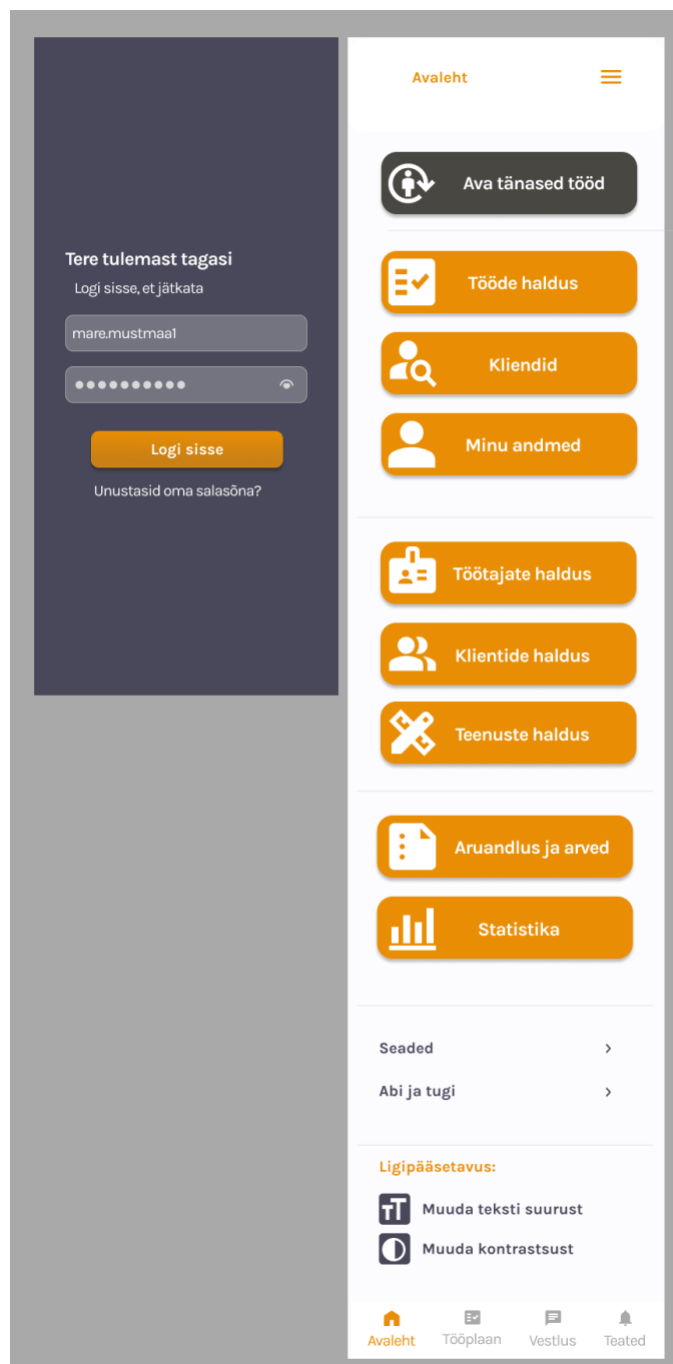 Tere tulemast tagasi
Logi sisse, et jätkata
mare.mustmaa1
Logi sisse
Unustasid oma salasõna?
Avaleht
Ava tänased tööd
Tööde haldus
Kliendid
Minu andmed
Töötajate haldus
Klientide haldus
Teenuste haldus
Aruandlus ja arved
Statistika
Seaded
Abi ja tugi
Ligipääsetavus:
Muuda teksti suurust
Muuda kontrastsust
Avaleht
Tööplaan
Vestlus
Teated